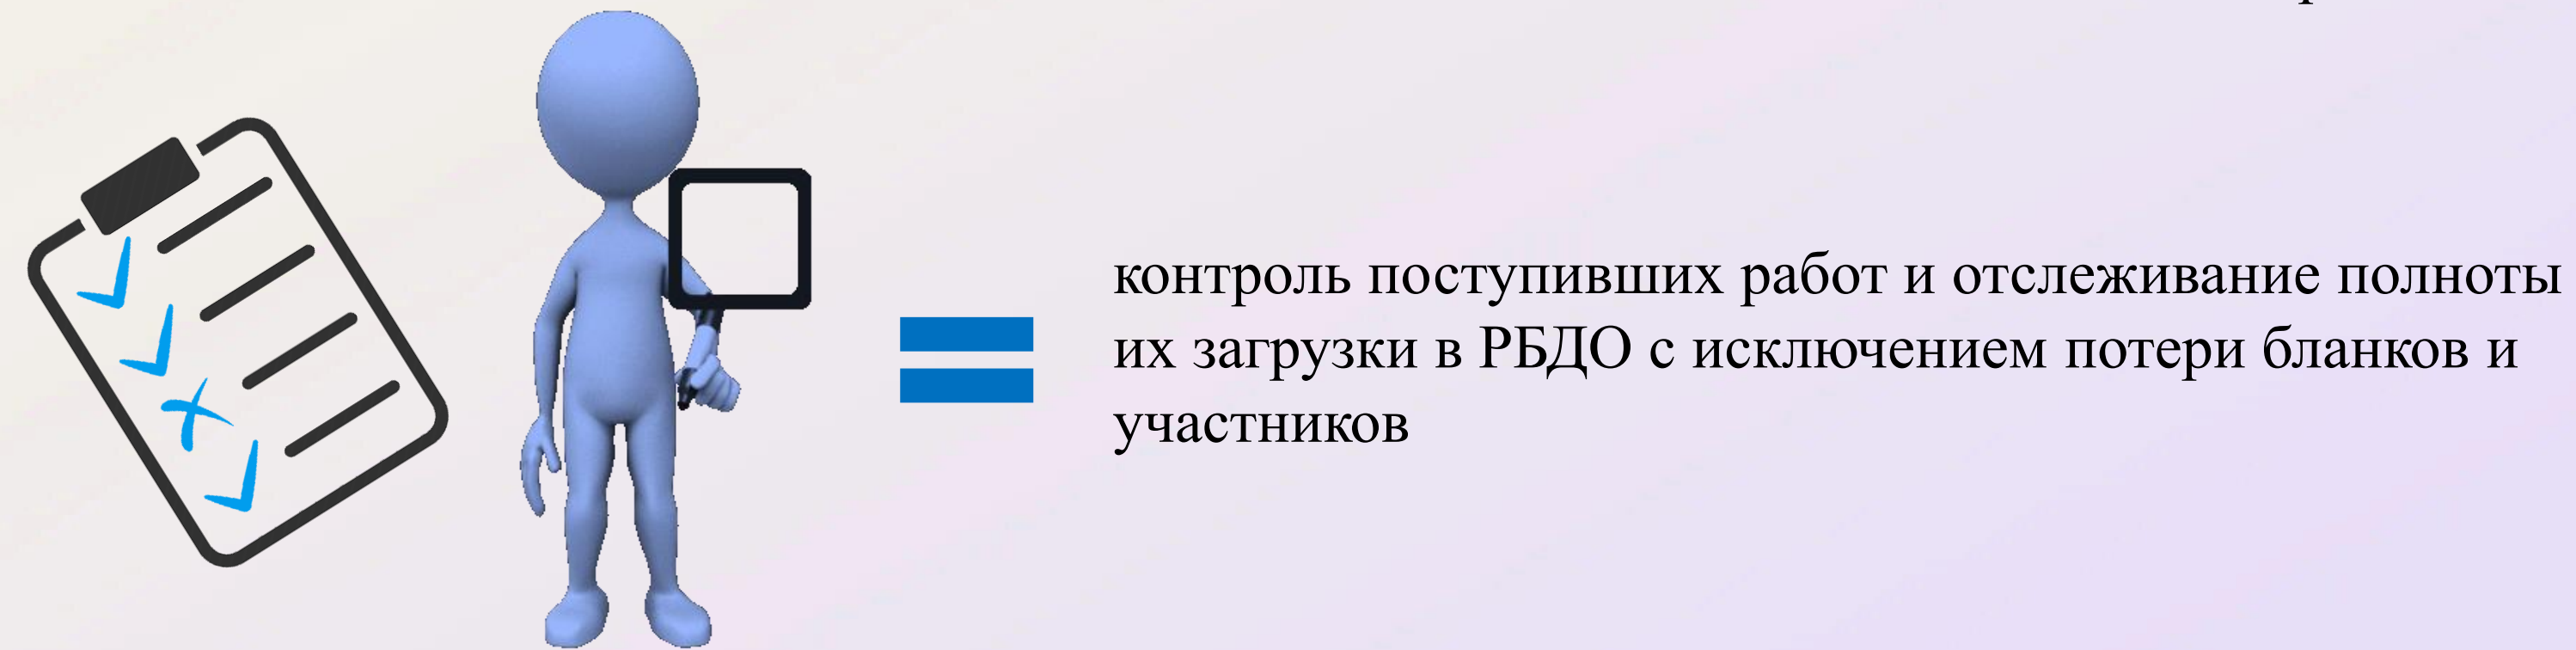 контроль поступивших работ и отслеживание полноты
их загрузки в РБДО с исключением потери бланков и
участников